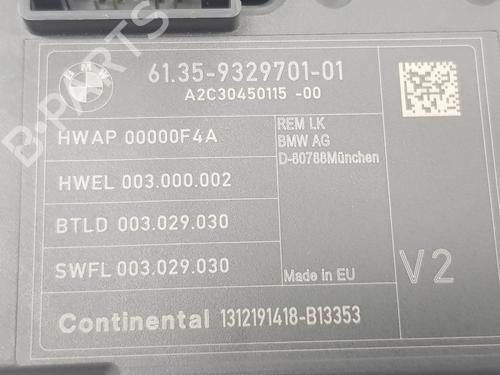 BMW
61.35-9329701-01
A2C30450115 -00
HWAP 00000F4A
REM LK
BMW AG
D-80788München
HWEL 003.000.002
BTLD 003.029.030
SWFL 003.029.030
Made in EU
V2
Continental 1312191418-B13353
B-Parts